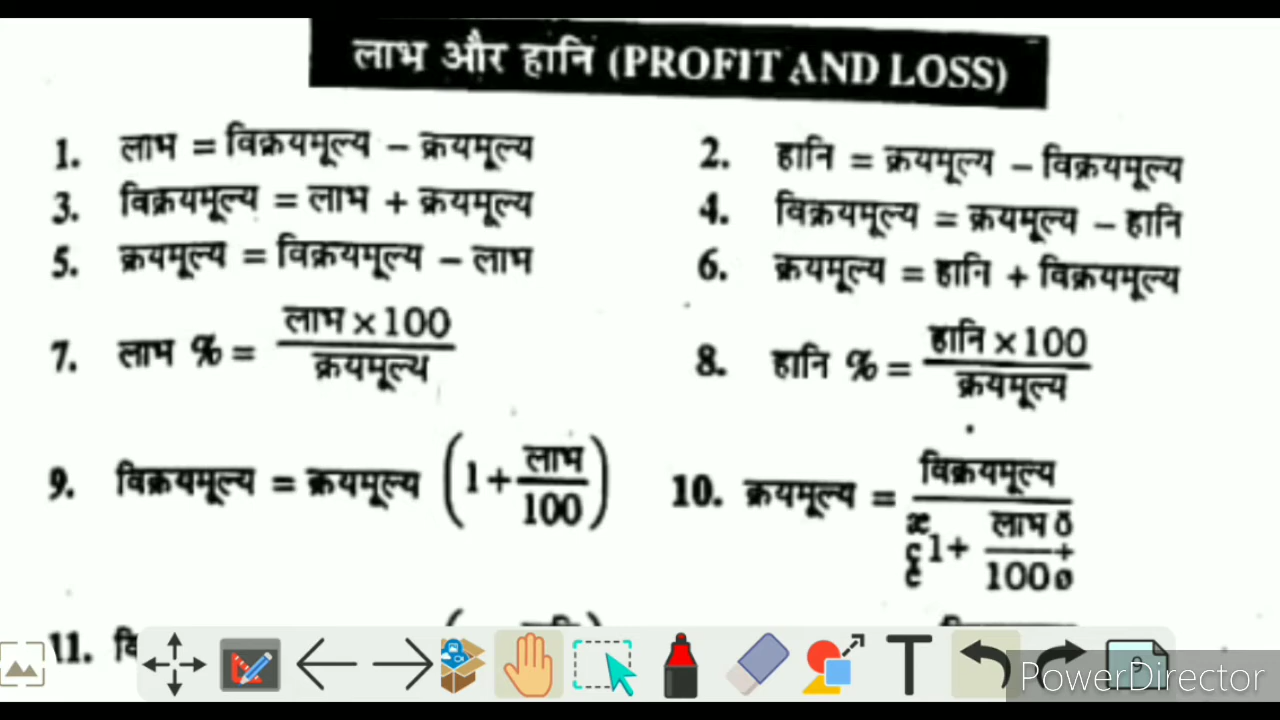 लाभ और हानि (PROFIT AND LOSS)
1. लाभ = विक्रयमूल्य – क्रयमूल्य
2. हानि = क्रयमूल्य – विक्रयमूल्य
3. विक्रयमूल्य = लाभ + क्रयमूल्य
4. विक्रयमूल्य = क्रयमूल्य – हानि
5. क्रयमूल्य = विक्रयमूल्य – लाभ
6. क्रयमूल्य = हानि + विक्रयमूल्य
7. लाभ % = लाभ × 100 / क्रयमूल्य
8. हानि % = हानि × 100 / क्रयमूल्य
9. विक्रयमूल्य = क्रयमूल्य (1 + लाभ / 100)
10. क्रयमूल्य = विक्रयमूल्य / æ ç è 1 + लाभ / 100 ö ÷ ø
11.
PowerDirector